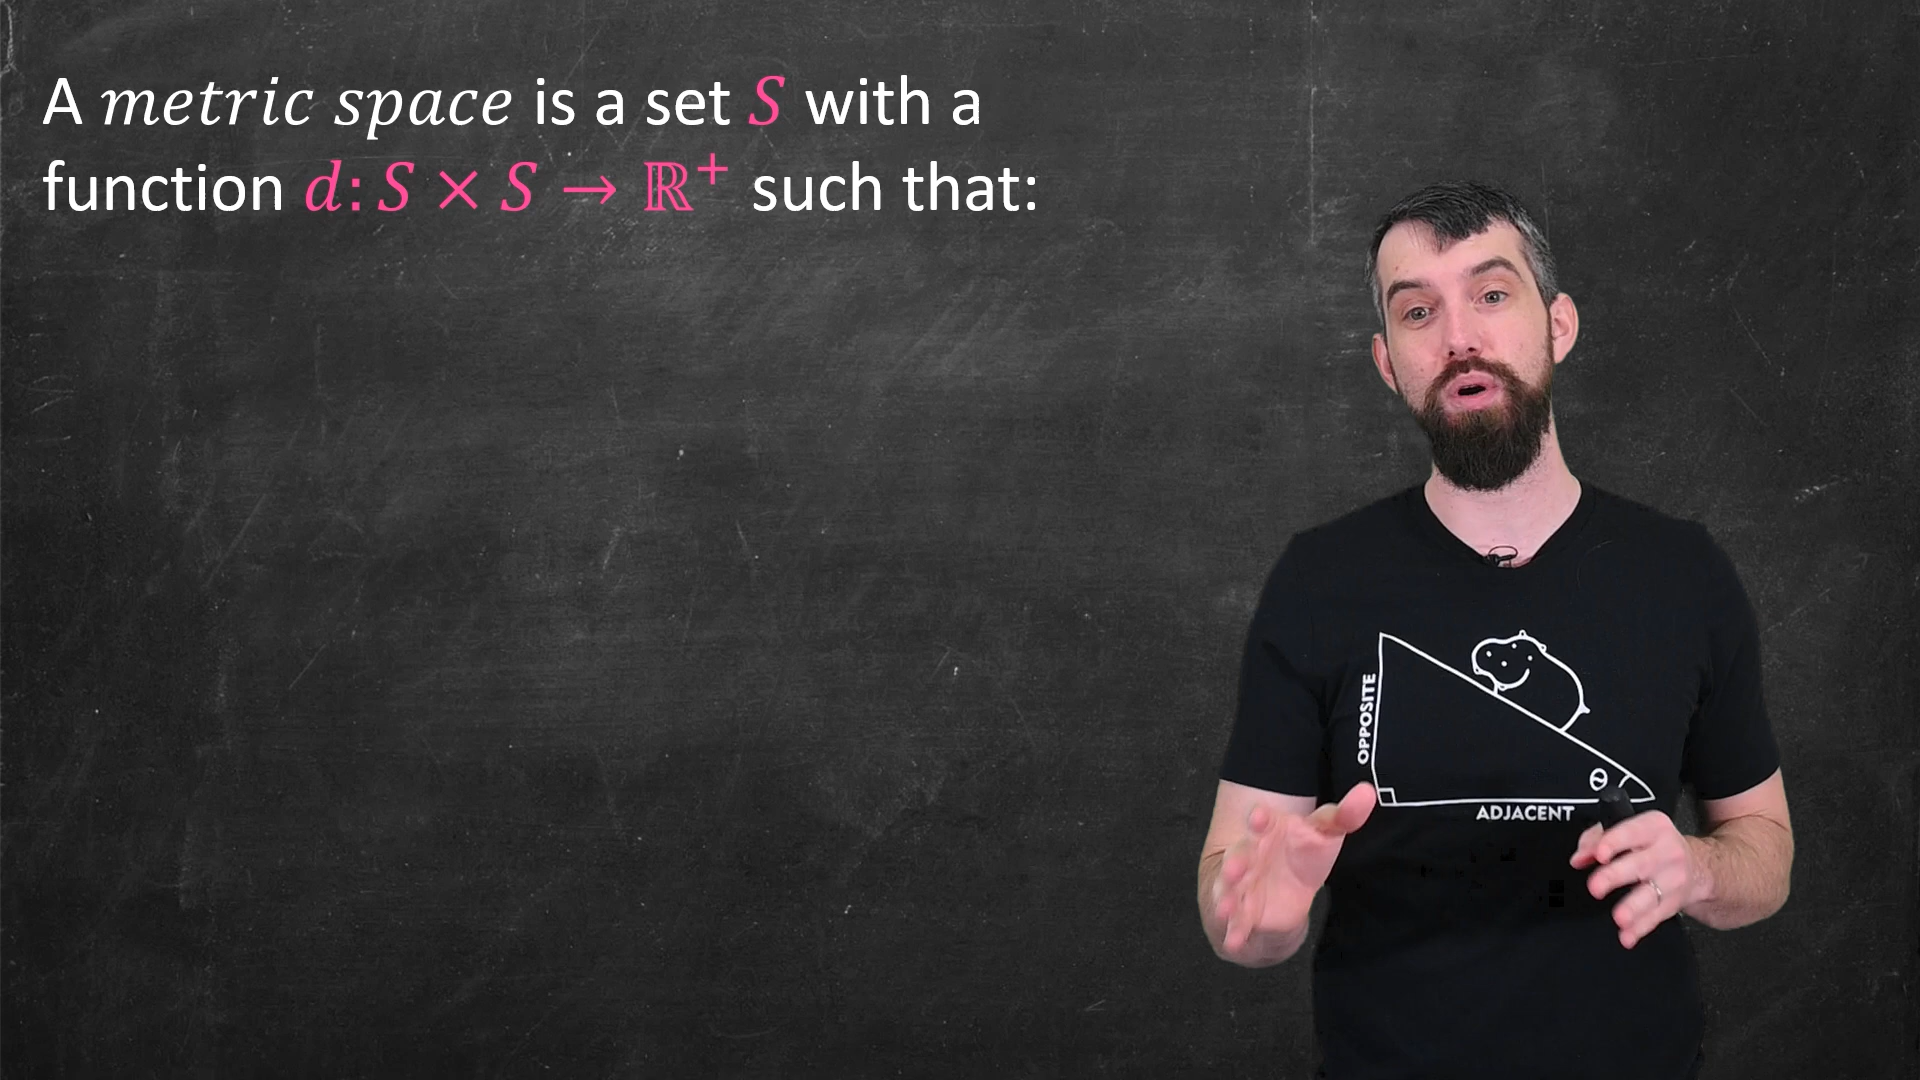 A metric space is a set S with a
function d: S × S → ℝ⁺ such that:
OPPOSITE
θ
ADJACENT